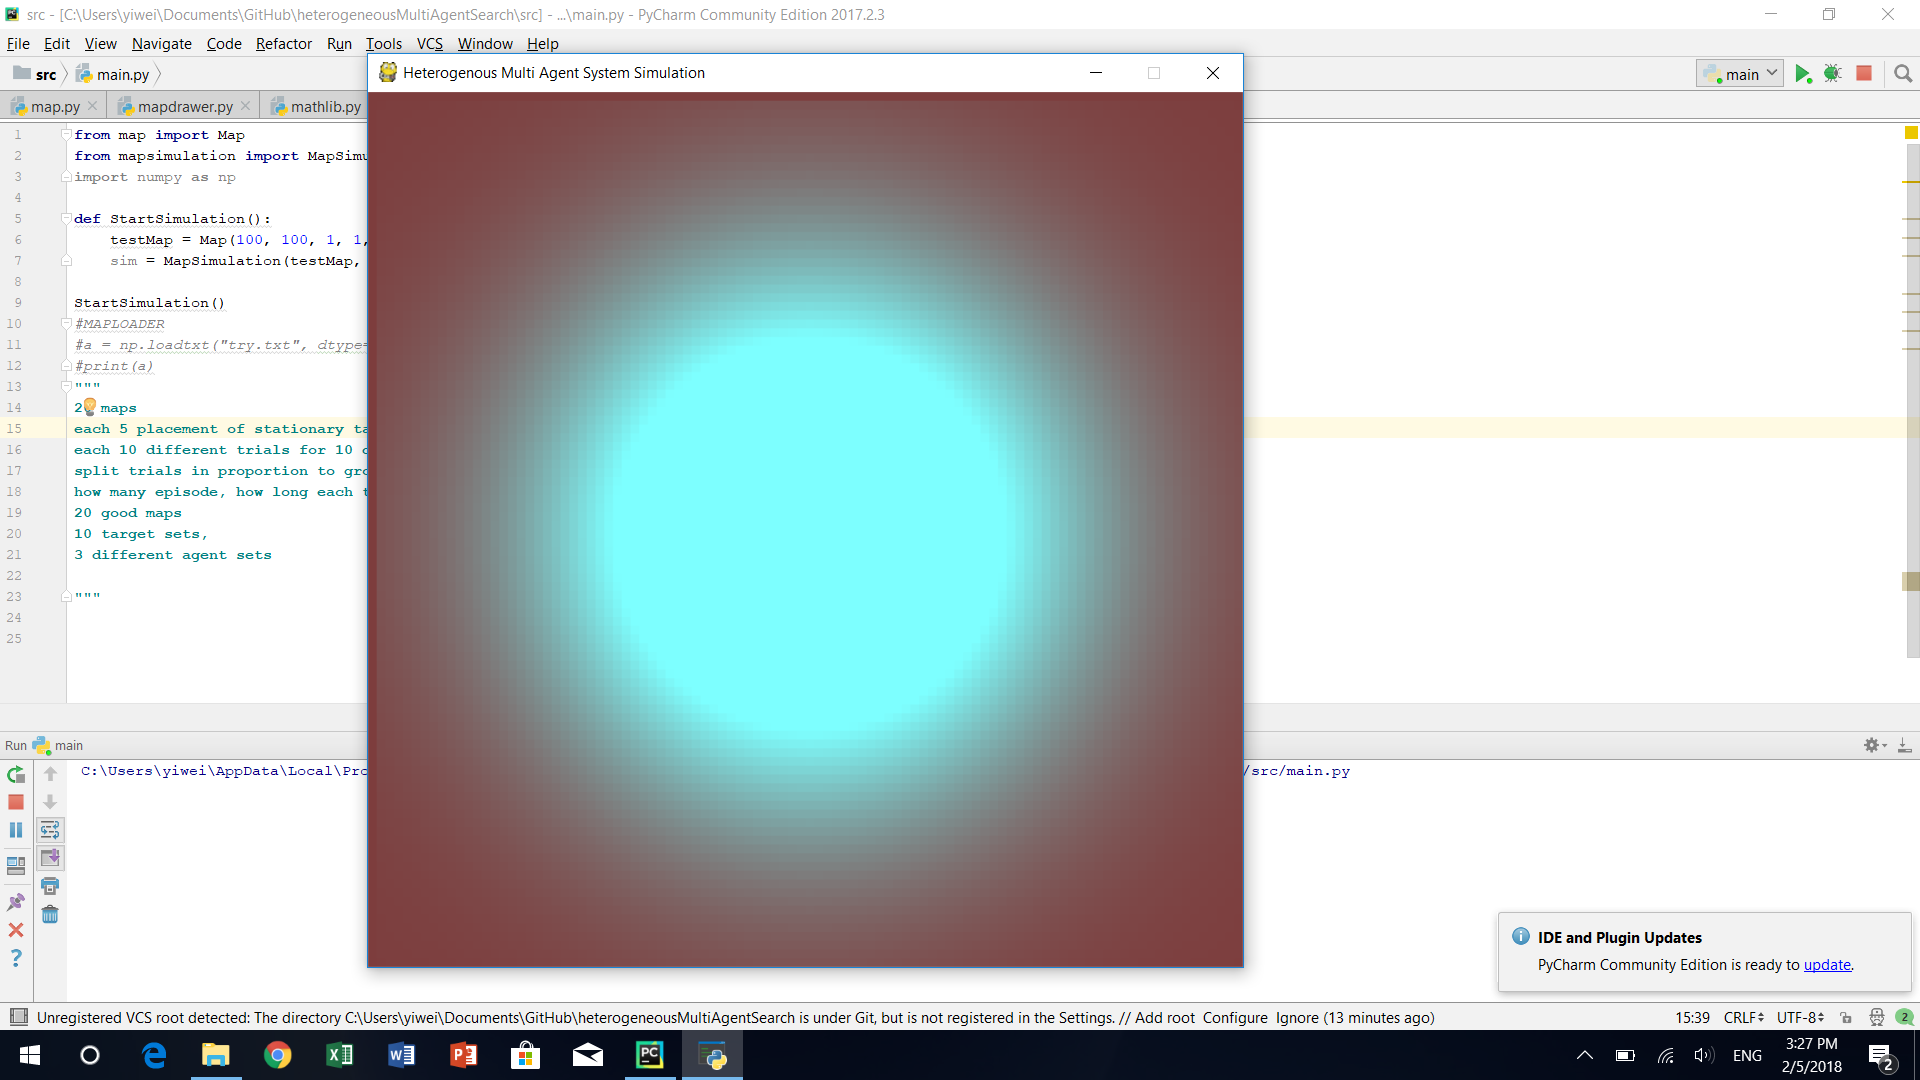 src - [C:\Users\yiwei\Documents\GitHub\heterogeneousMultiAgentSearch\src] - ...\main.py - PyCharm Community Edition 2017.2.3
File Edit View Navigate Code Refactor Run Tools VCS Window Help
src main.py
main
Heterogenous Multi Agent System Simulation
map.py mapdrawer.py mathlib.py
1 from map import Map
2 from mapsimulation import MapSimu
3 import numpy as np
4
5 def StartSimulation():
6 testMap = Map(100, 100, 1, 1,
7 sim = MapSimulation(testMap,
8
9 StartSimulation()
10 #MAPLOADER
11 #a = np.loadtxt("try.txt", dtype=
12 #print(a)
13 """
14 2 maps
15 each 5 placement of stationary ta
16 each 10 different trials for 10
17 split trials in proportion to gro
18 how many episode, how long each t
19 20 good maps
20 10 target sets,
21 3 different agent sets
22
23 """
24
25
Run main
C:\Users\yiwei\AppData\Local\Pro
/src/main.py
IDE and Plugin Updates
PyCharm Community Edition is ready to update.
Unregistered VCS root detected: The directory C:\Users\yiwei\Documents\GitHub\heterogeneousMultiAgentSearch is under Git, but is not registered in the Settings. // Add root Configure Ignore (13 minutes ago)
15:39 CRLF UTF-8 2
ENG
3:27 PM
2/5/2018
2